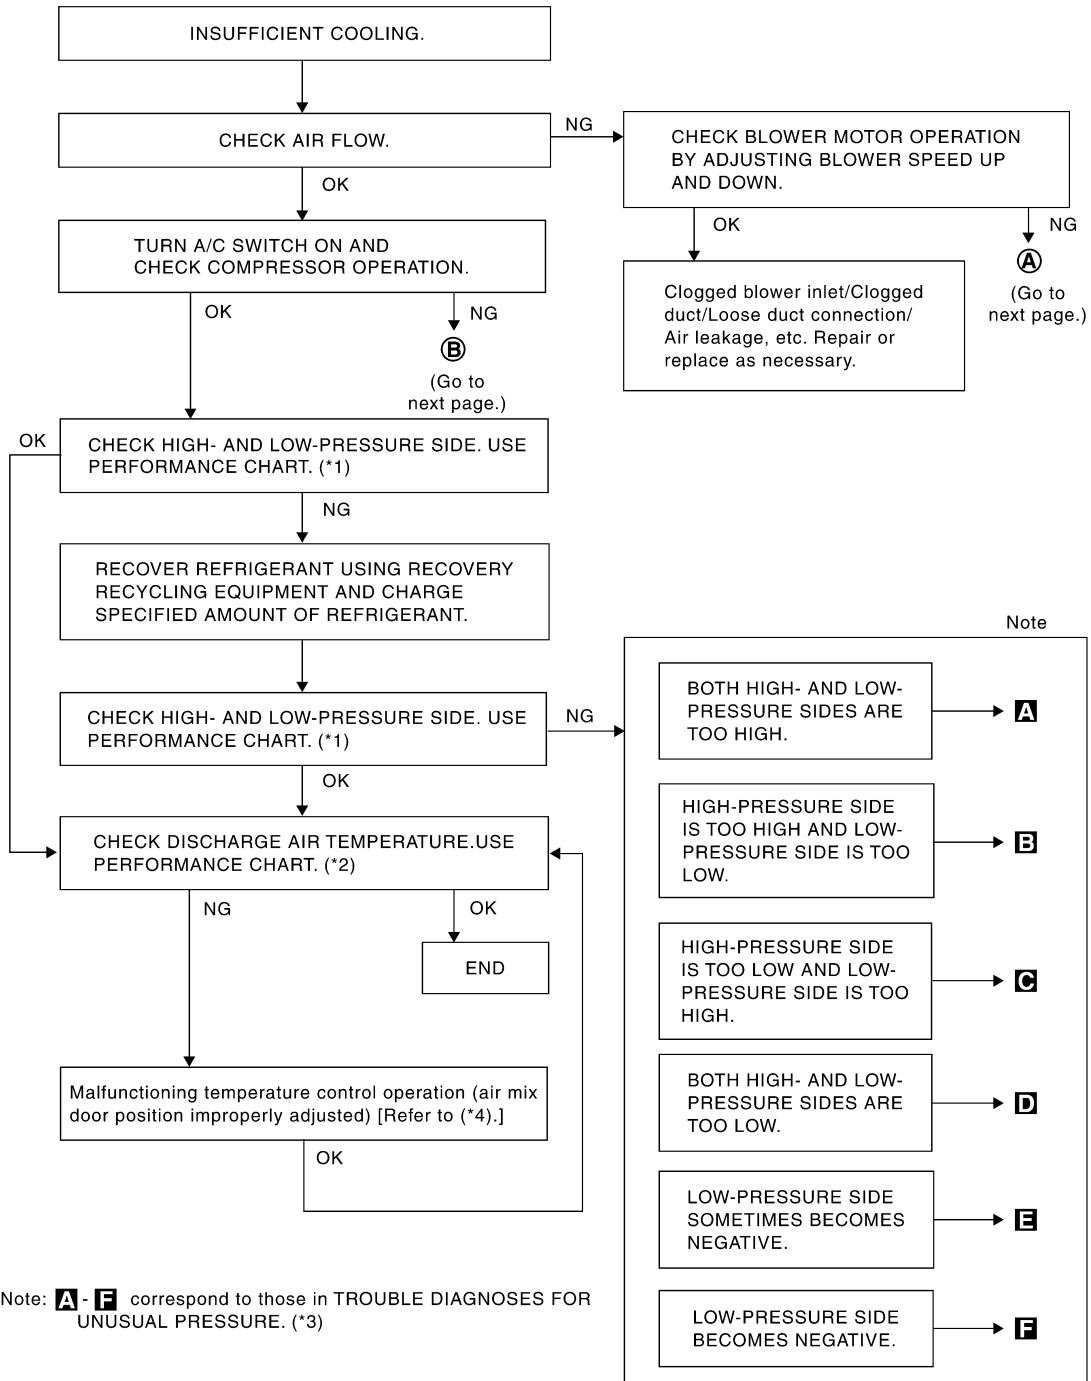 INSUFFICIENT COOLING.
CHECK AIR FLOW.
NG
CHECK BLOWER MOTOR OPERATION
BY ADJUSTING BLOWER SPEED UP
AND DOWN.
OK
TURN A/C SWITCH ON AND
CHECK COMPRESSOR OPERATION.
OK
NG
A
(Go to
next page.)
Clogged blower inlet/Clogged
duct/Loose duct connection/
Air leakage, etc. Repair or
replace as necessary.
OK
NG
B
(Go to
next page.)
OK
CHECK HIGH- AND LOW-PRESSURE SIDE. USE
PERFORMANCE CHART. (*1)
NG
RECOVER REFRIGERANT USING RECOVERY
RECYCLING EQUIPMENT AND CHARGE
SPECIFIED AMOUNT OF REFRIGERANT.
CHECK HIGH- AND LOW-PRESSURE SIDE. USE
PERFORMANCE CHART. (*1)
NG
OK
CHECK DISCHARGE AIR TEMPERATURE.USE
PERFORMANCE CHART. (*2)
NG
OK
END
Malfunctioning temperature control operation (air mix
door position improperly adjusted) [Refer to (*4).]
OK
Note
BOTH HIGH- AND LOW-
PRESSURE SIDES ARE
TOO HIGH.
A
HIGH-PRESSURE SIDE
IS TOO HIGH AND LOW-
PRESSURE SIDE IS TOO
LOW.
B
HIGH-PRESSURE SIDE
IS TOO LOW AND LOW-
PRESSURE SIDE IS TOO
HIGH.
C
BOTH HIGH- AND LOW-
PRESSURE SIDES ARE
TOO LOW.
D
LOW-PRESSURE SIDE
SOMETIMES BECOMES
NEGATIVE.
E
LOW-PRESSURE SIDE
BECOMES NEGATIVE.
F
Note: A - F correspond to those in TROUBLE DIAGNOSES FOR
UNUSUAL PRESSURE. (*3)